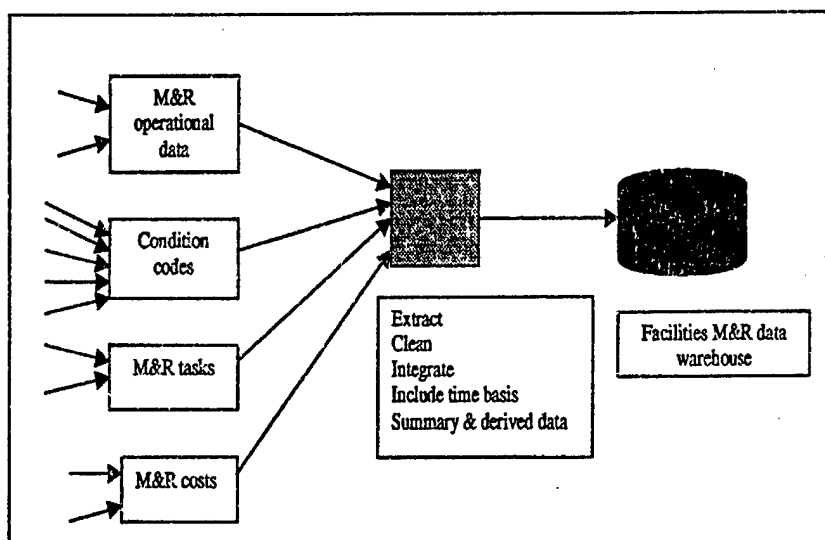 M&R
operational
data
Condition
codes
M&R tasks
M&R costs
Extract
Clean
Integrate
Include time basis
Summary & derived data
Facilities M&R data
warehouse